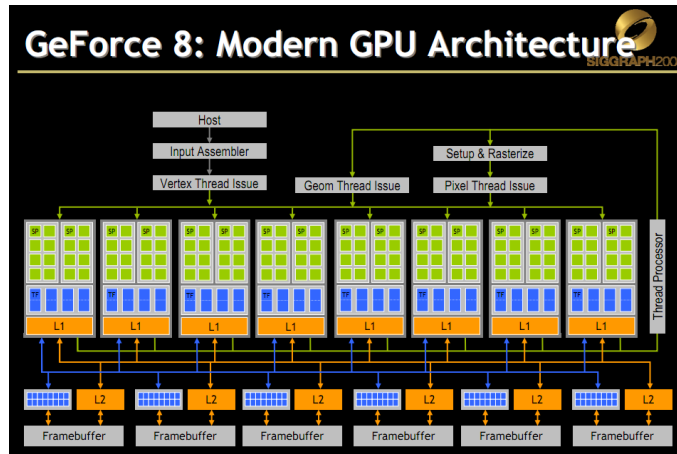 GeForce 8: Modern GPU Architecture
SIGGRAPH200
Host
Input Assembler
Setup & Rasterize
Vertex Thread Issue
Geom Thread Issue
Pixel Thread Issue
SP SP SP SP SP SP SP SP SP SP SP SP SP SP SP SP
Thread Processor
TF TF TF TF TF TF TF TF
L1 L1 L1 L1 L1 L1 L1 L1
L2 L2 L2 L2 L2 L2
Framebuffer Framebuffer Framebuffer Framebuffer Framebuffer Framebuffer